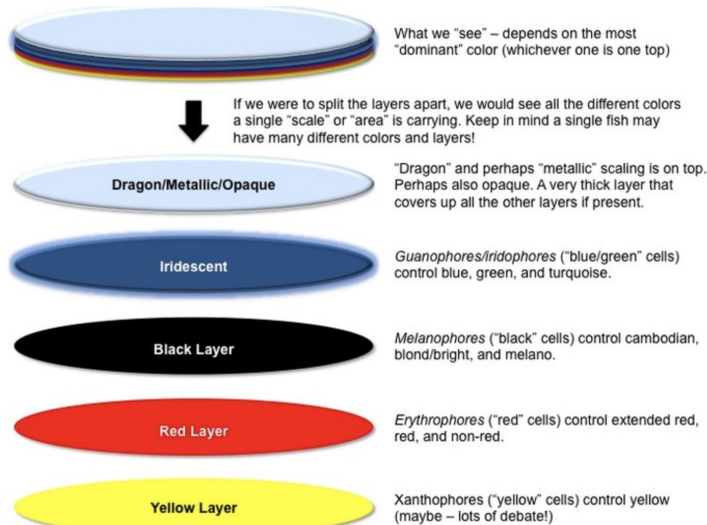 What we “see” – depends on the most
“dominant” color (whichever one is one top)
If we were to split the layers apart, we would see all the different colors
a single “scale” or “area” is carrying. Keep in mind a single fish may
have many different colors and layers!
Dragon/Metallic/Opaque
“Dragon” and perhaps “metallic” scaling is on top.
Perhaps also opaque. A very thick layer that
covers up all the other layers if present.
Iridescent
Guanophores/iridophores (“blue/green” cells)
control blue, green, and turquoise.
Black Layer
Melanophores (“black” cells) control cambodian,
blond/bright, and melano.
Red Layer
Erythrophores (“red” cells) control extended red,
red, and non-red.
Yellow Layer
Xanthophores (“yellow” cells) control yellow
(maybe – lots of debate!)